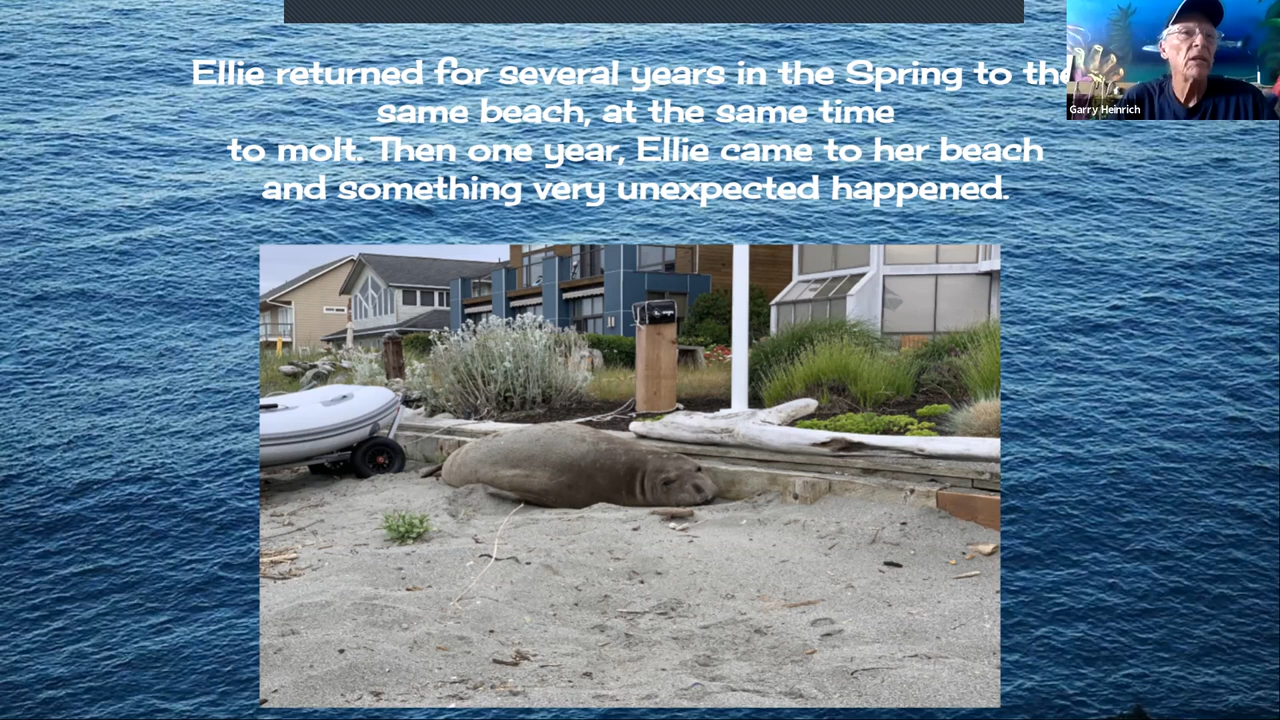 Ellie returned for several years in the Spring to the
same beach, at the same time
to molt. Then one year, Ellie came to her beach
and something very unexpected happened.
Garry Heinrich